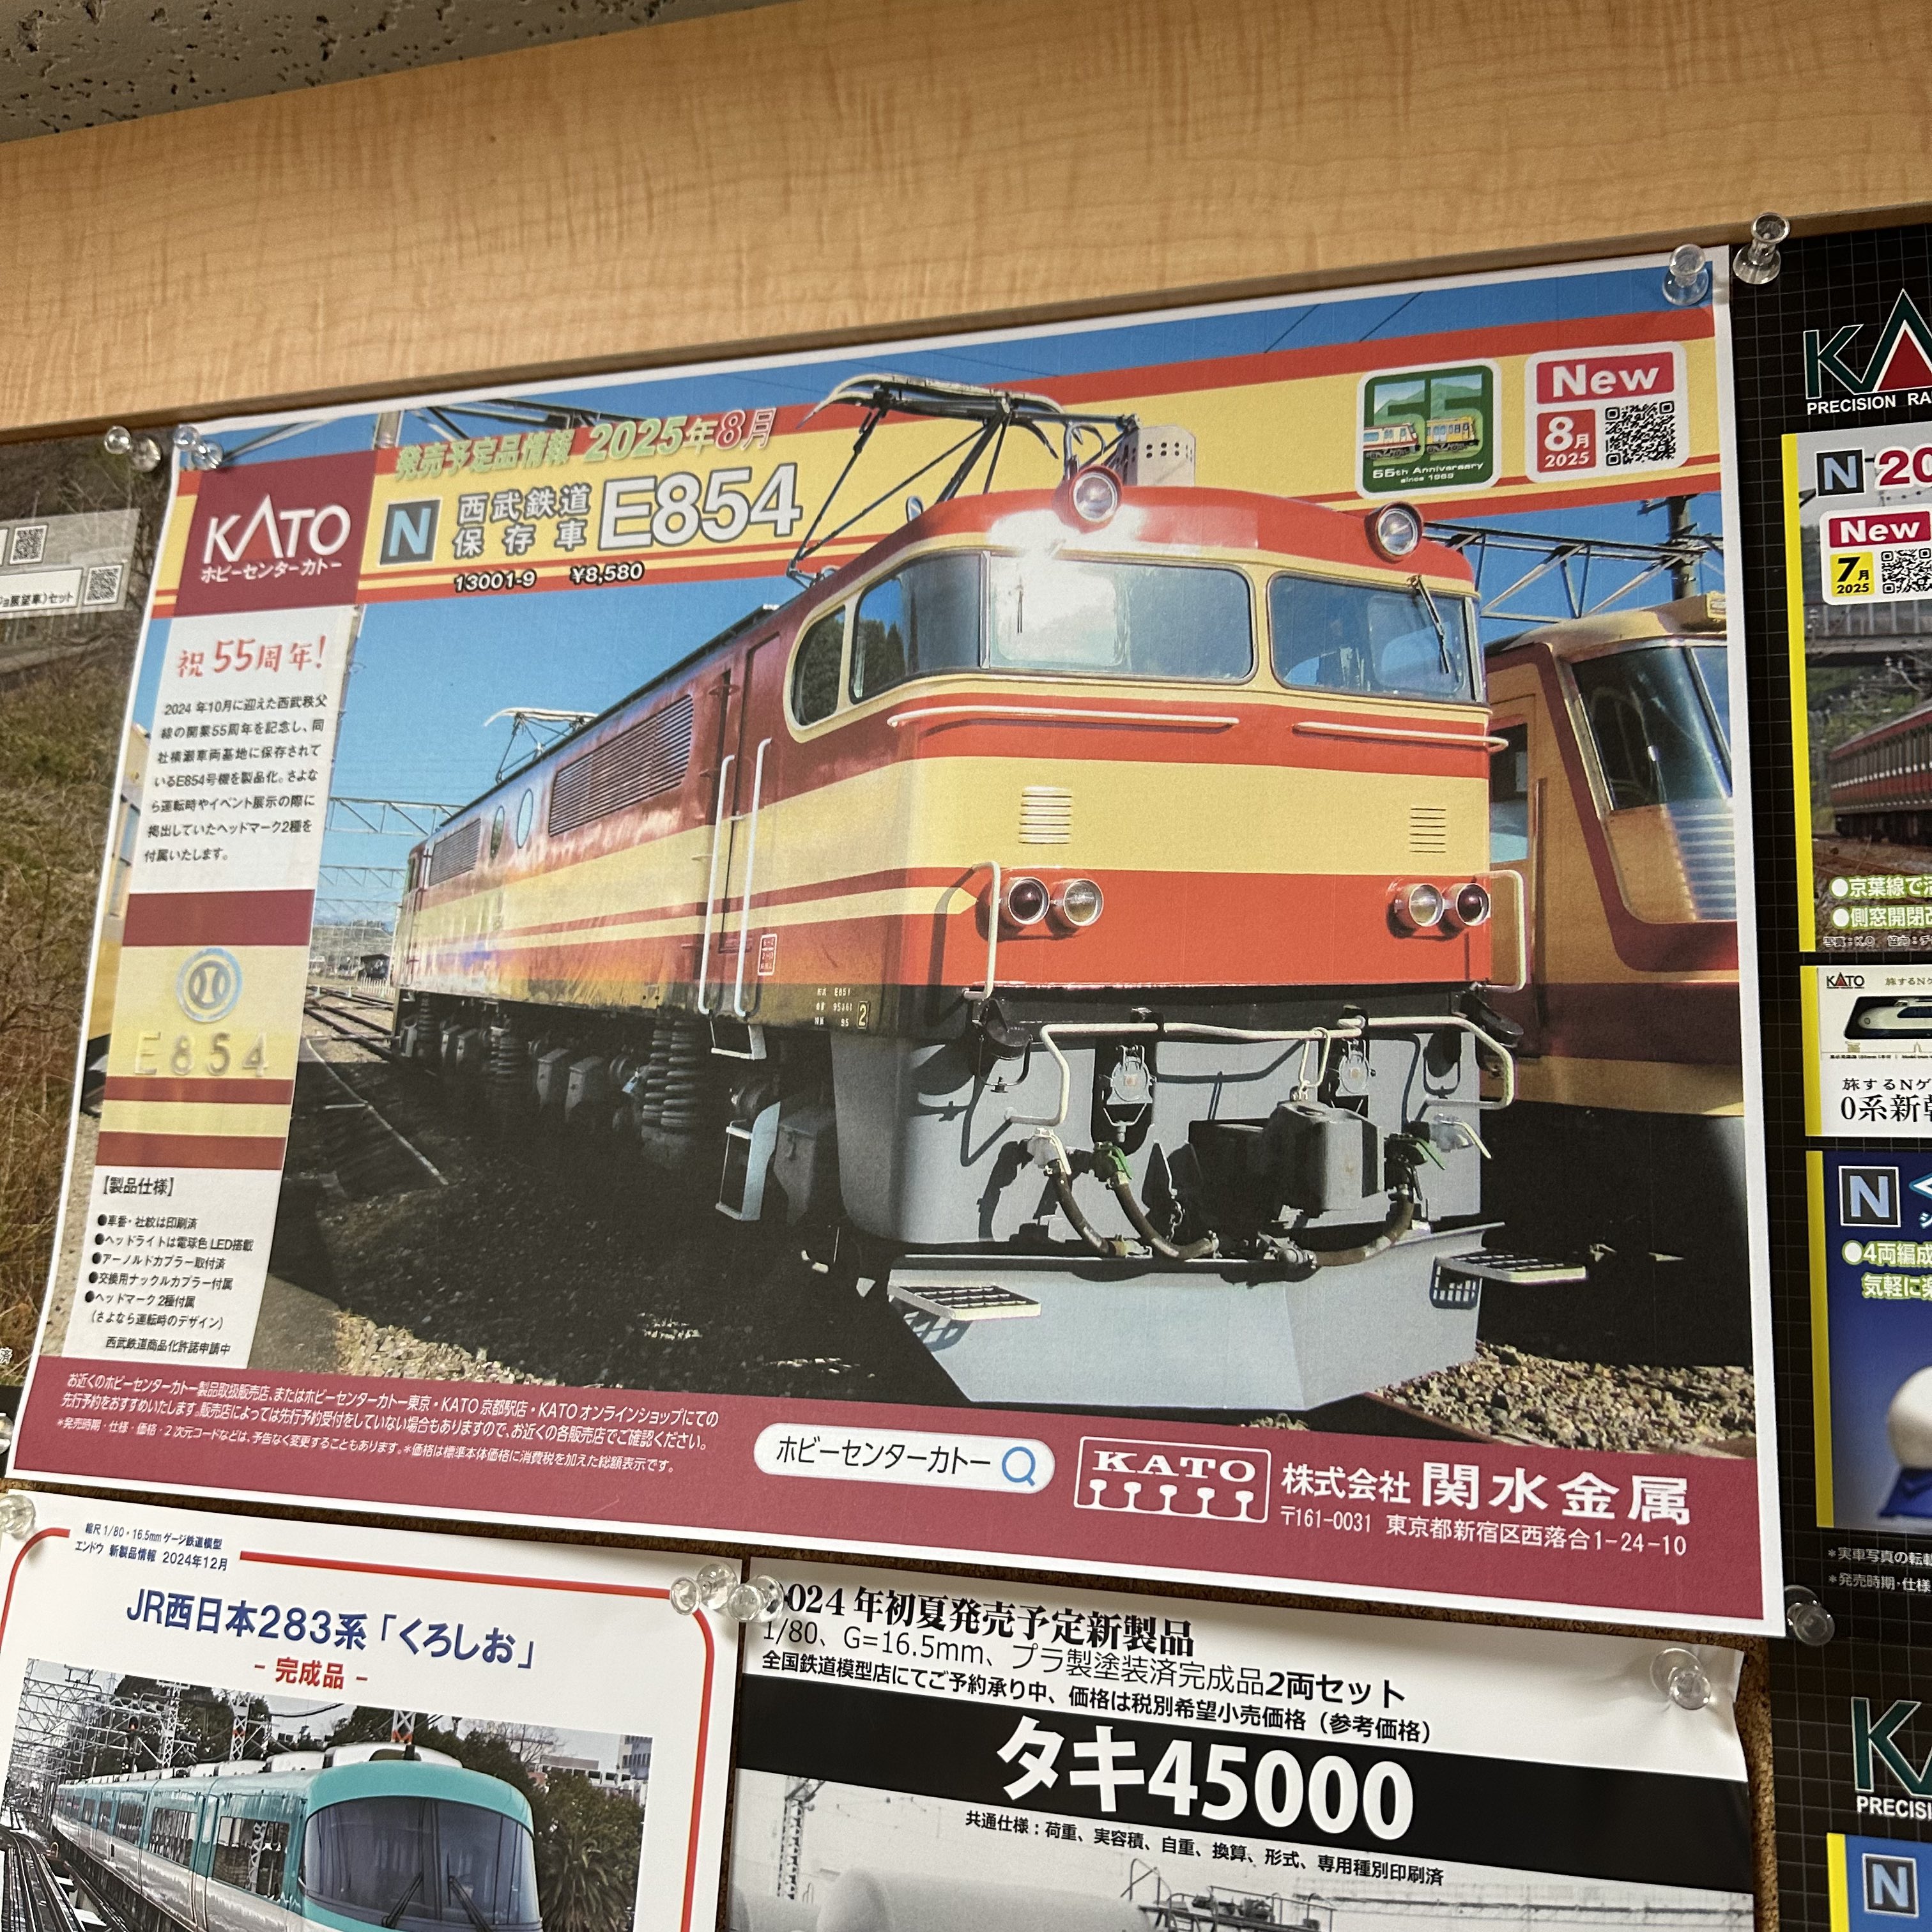 発売予定品情報 2025年8月
KATO
ホビーセンターカトー
N 西武鉄道
保存車 E854
13001-9 ¥8,580
55th Anniversary
since 1969
New
8月
2025
祝55周年!
2024年10月に迎えた西武秩父
線の開業55周年を記念し、同
社横瀬車両基地に保存されて
いるE854号機を製品化。さよな
ら運転時やイベント展示の際に
掲出していたヘッドマーク2種を
付属いたします。
E854
【製品仕様】
●車番・社紋は印刷済
●ヘッドライトは電球色LED搭載
●アーノルドカプラー取付済
●交換用ナックルカプラー付属
●ヘッドマーク2種付属
(さよなら運転時のデザイン)
西武鉄道商品化許諾申請中
お近くのホビーセンターカトー製品取扱販売店、またはホビーセンターカトー東京・KATO京都駅店・KATOオンラインショップにての
先行予約をおすすめいたします。販売店によっては先行予約受付をしていない場合もありますので、お近くの各販売店でご確認ください。
*発売時期・仕様・価格・2次元コードなどは、予告なく変更することもあります。*価格は標準本体価格に消費税を加えた総額表示です。
ホビーセンターカトー
KATO
株式会社 関水金属
〒161-0031 東京都新宿区西落合1-24-10
展望車)セット
KA
PRECISION RA
N 20
New
7月
2025
●京葉線で
●側窓開閉
KATO 旅するN
旅するNゲ
0系新
N
●4両編成
気軽に
*実車写真の転
*発売時期・仕様
KA
PRECIS
N
縮尺1/80・16.5mmゲージ鉄道模型
エンドウ 新製品情報 2024年12月
JR西日本283系「くろしお」
- 完成品 -
024年初夏発売予定新製品
1/80、G=16.5mm、プラ製塗装済完成品2両セット
全国鉄道模型店にてご予約承り中、価格は税別希望小売価格（参考価格）
タキ45000
共通仕様：荷重、実容積、自重、換算、形式、専用種別印刷済